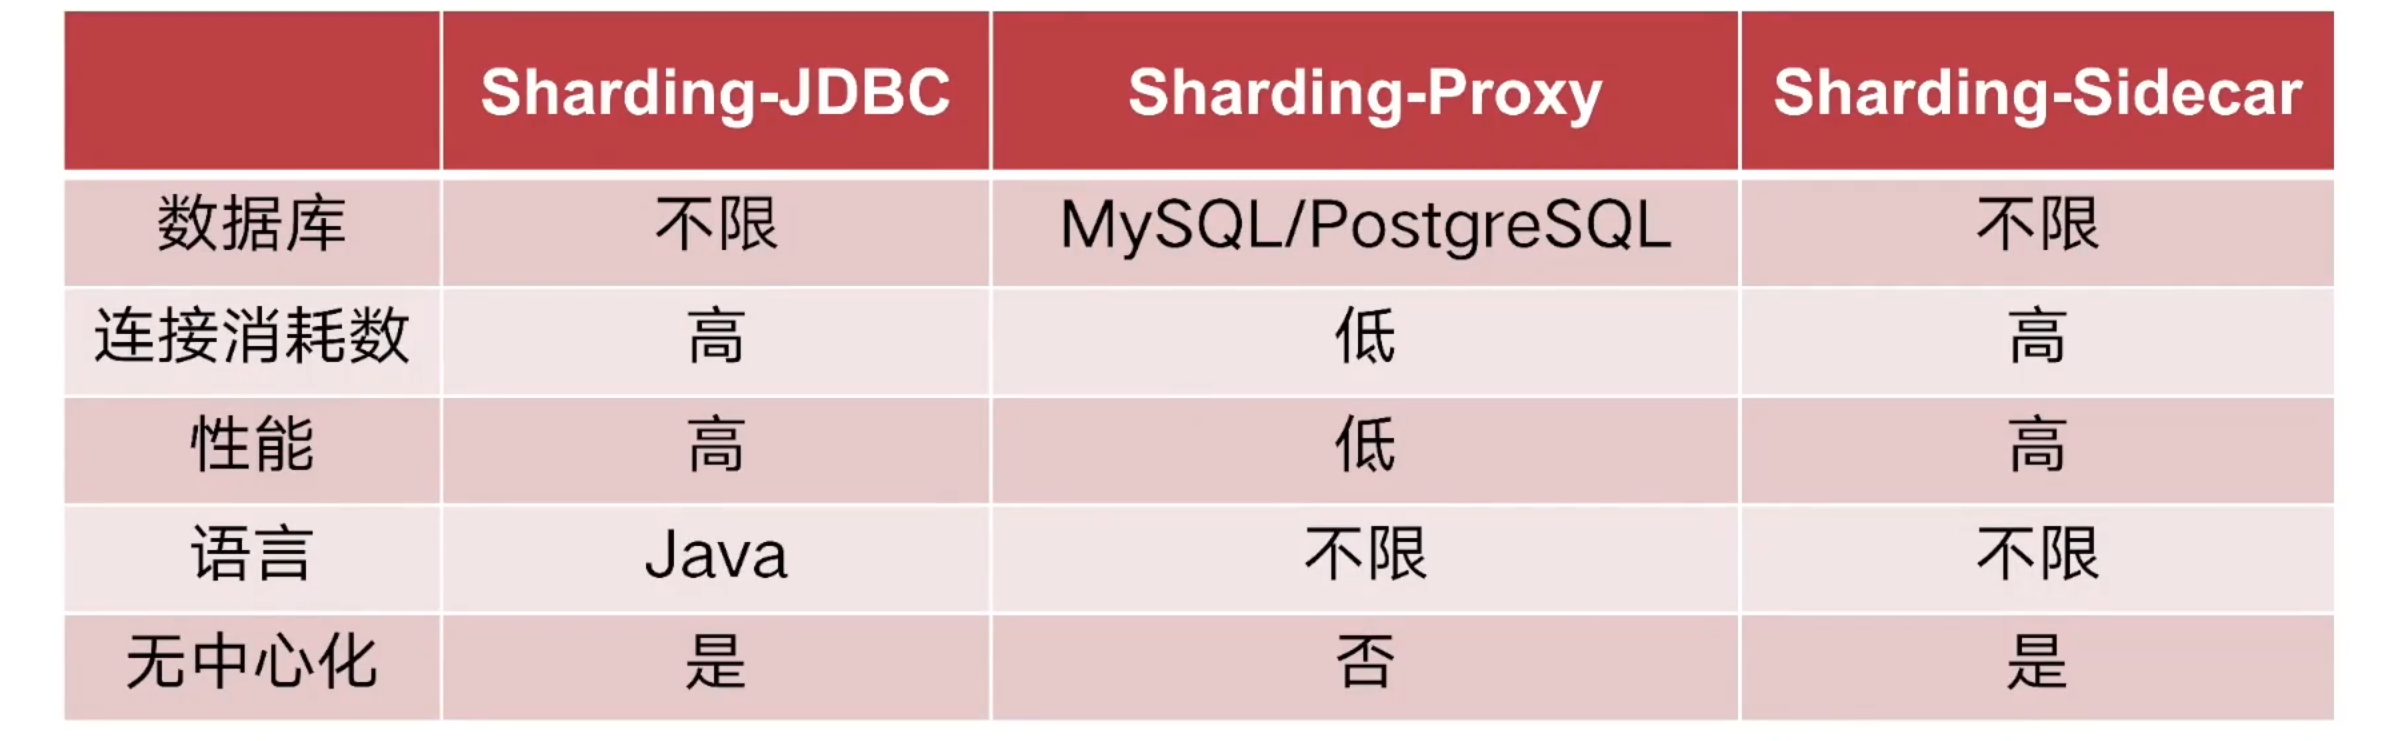 Sharding-JDBC Sharding-Proxy Sharding-Sidecar
数据库 不限 MySQL/PostgreSQL 不限
连接消耗数 高 低 高
性能 高 低 高
语言 Java 不限 不限
无中心化 是 否 是